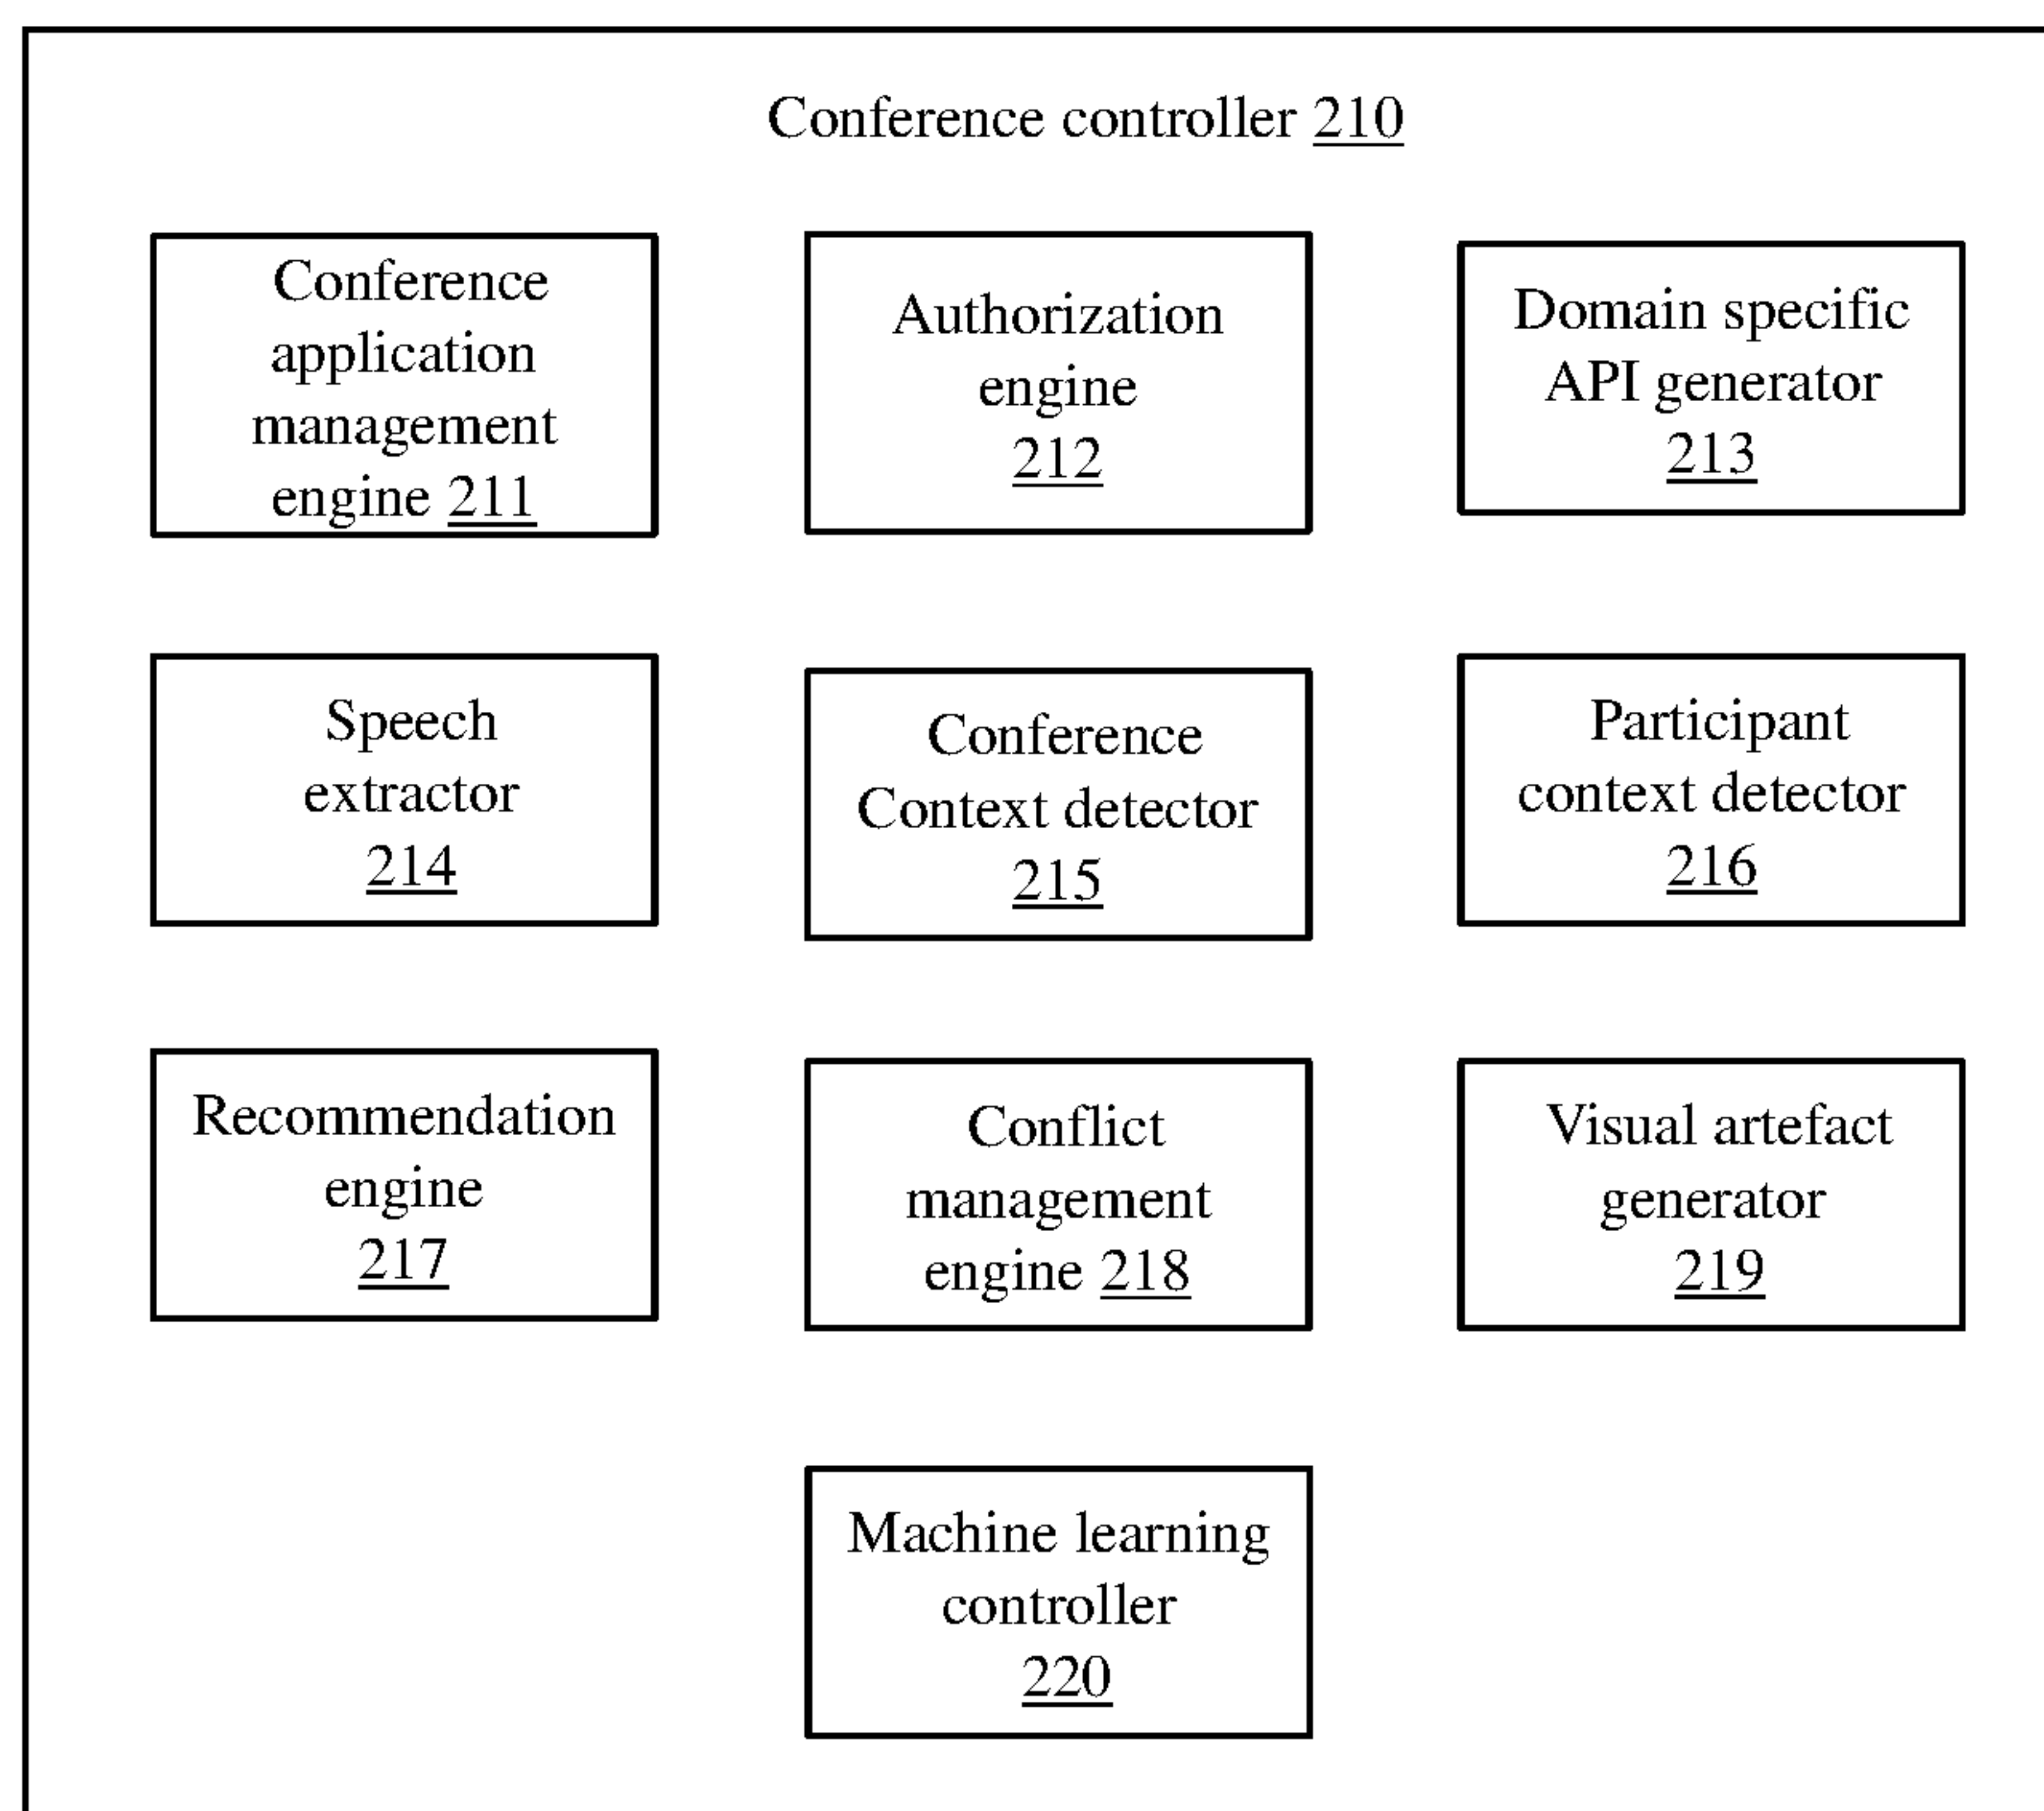 Conference controller 210
Conference
application
management
engine 211
Authorization
engine
212
Domain specific
API generator
213
Speech
extractor
214
Conference
Context detector
215
Participant
context detector
216
Recommendation
engine
217
Conflict
management
engine 218
Visual artefact
generator
219
Machine learning
controller
220